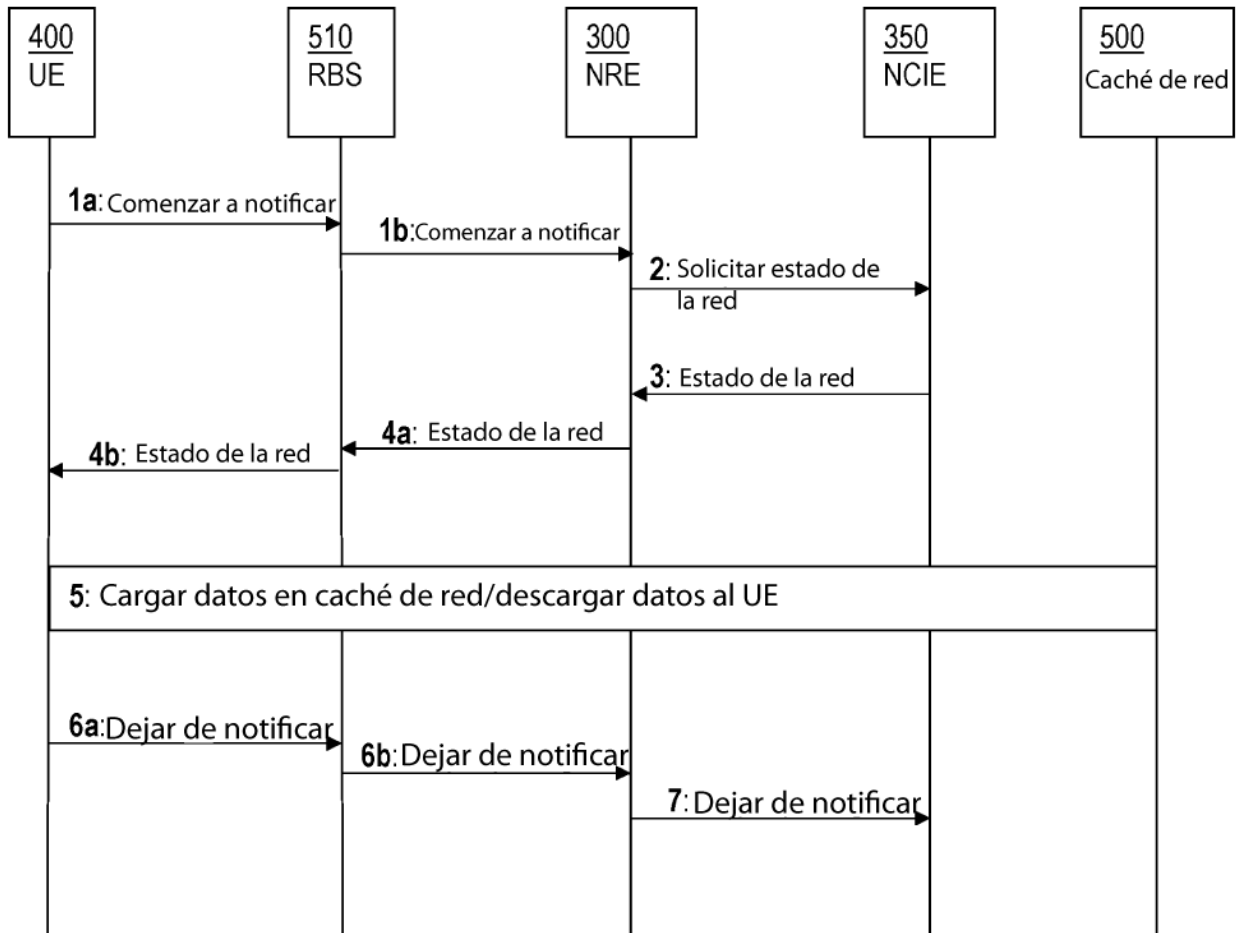 400
UE
510
RBS
300
NRE
350
NCIE
500
Caché de red
1a: Comenzar a notificar
1b:Comenzar a notificar
2: Solicitar estado de
la red
3: Estado de la red
4a: Estado de la red
4b: Estado de la red
5: Cargar datos en caché de red/descargar datos al UE
6a:Dejar de notificar
6b:Dejar de notificar
7:Dejar de notificar